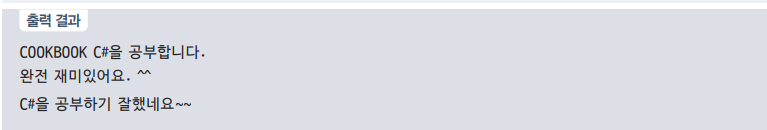 출력 결과
COOKBOOK C#을 공부합니다.
완전 재미있어요. ^^
C#을 공부하기 잘했네요~~